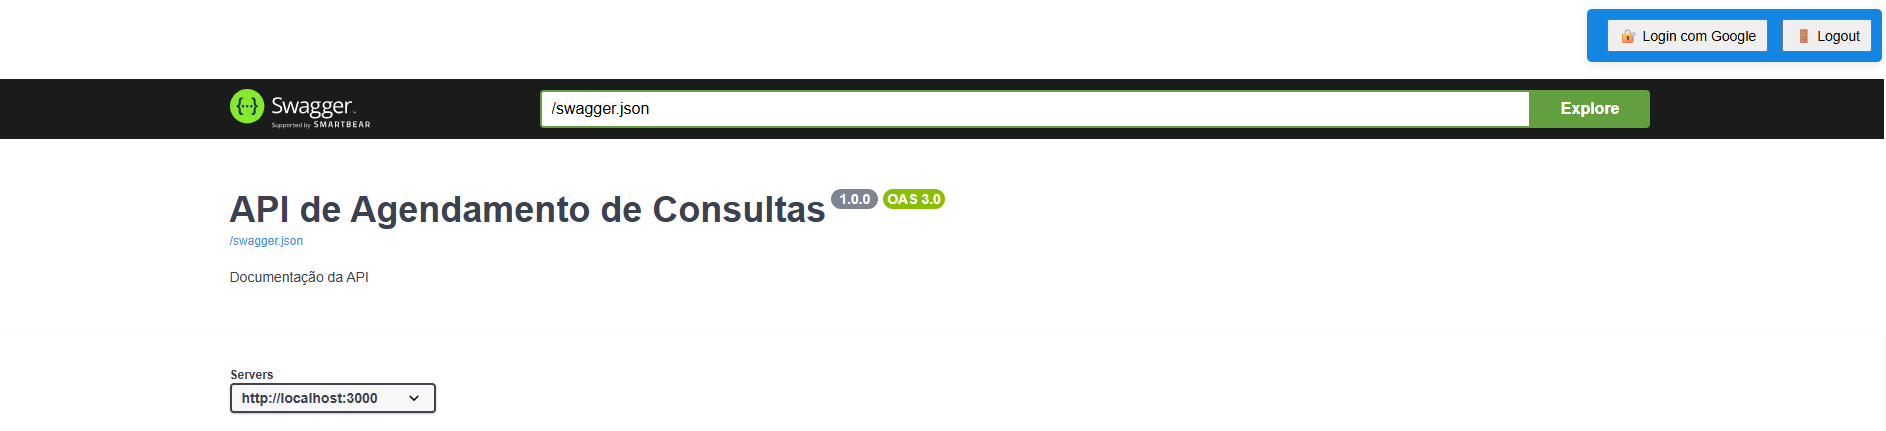 Login com Google
Logout
Swagger
Supported by SMARTBEAR
/swagger.json
Explore
API de Agendamento de Consultas 1.0.0 OAS 3.0
/swagger.json
Documentação da API
Servers
http://localhost:3000